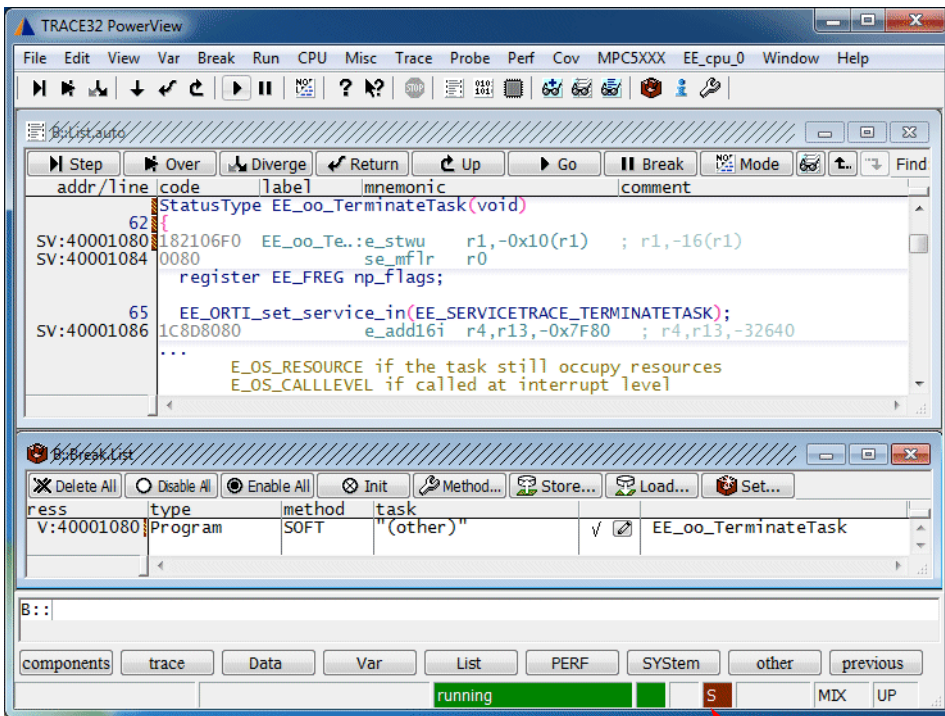 TRACE32 PowerView
File Edit View Var Break Run CPU Misc Trace Probe Perf Cov MPC5XXX EE_cpu_0 Window Help
B::List.auto
Step Over Diverge Return Up Go Break Mode t.. Find:
addr/line code label mnemonic comment
StatusType EE_oo_TerminateTask(void)
62 {
SV:40001080 182106F0 EE_oo_Te..:e_stwu r1,-0x10(r1) ; r1,-16(r1)
SV:40001084 0080 se_mflr r0
register EE_FREG np_flags;
65 EE_ORTI_set_service_in(EE_SERVICETRACE_TERMINATETASK);
SV:40001086 1C8D8080 e_add16i r4,r13,-0x7F80 ; r4,r13,-32640
...
E_OS_RESOURCE if the task still occupy resources
E_OS_CALLLEVEL if called at interrupt level
B::Break.List
Delete All Disable All Enable All Init Method... Store... Load... Set...
ress type method task
V:40001080 Program SOFT "(other)" √ EE_oo_TerminateTask
B::
components trace Data Var List PERF SYStem other previous
running S MIX UP